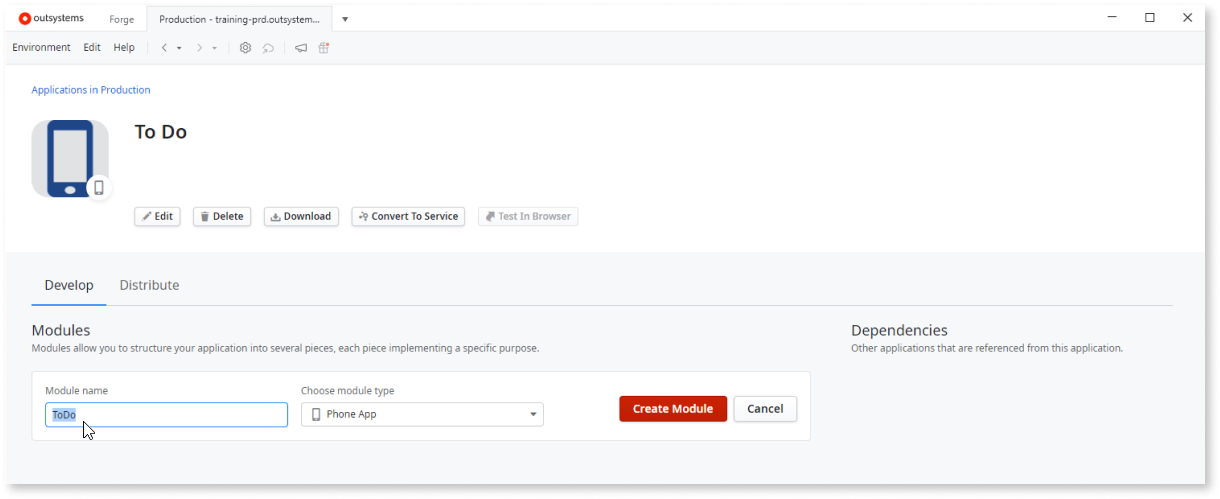 outsystems Forge Production - training-prd.outsystem...
Environment Edit Help
Applications in Production
To Do
Edit Delete Download Convert To Service Test In Browser
Develop Distribute
Modules
Modules allow you to structure your application into several pieces, each piece implementing a specific purpose.
Module name Choose module type
ToDo Phone App Create Module Cancel
Dependencies
Other applications that are referenced from this application.